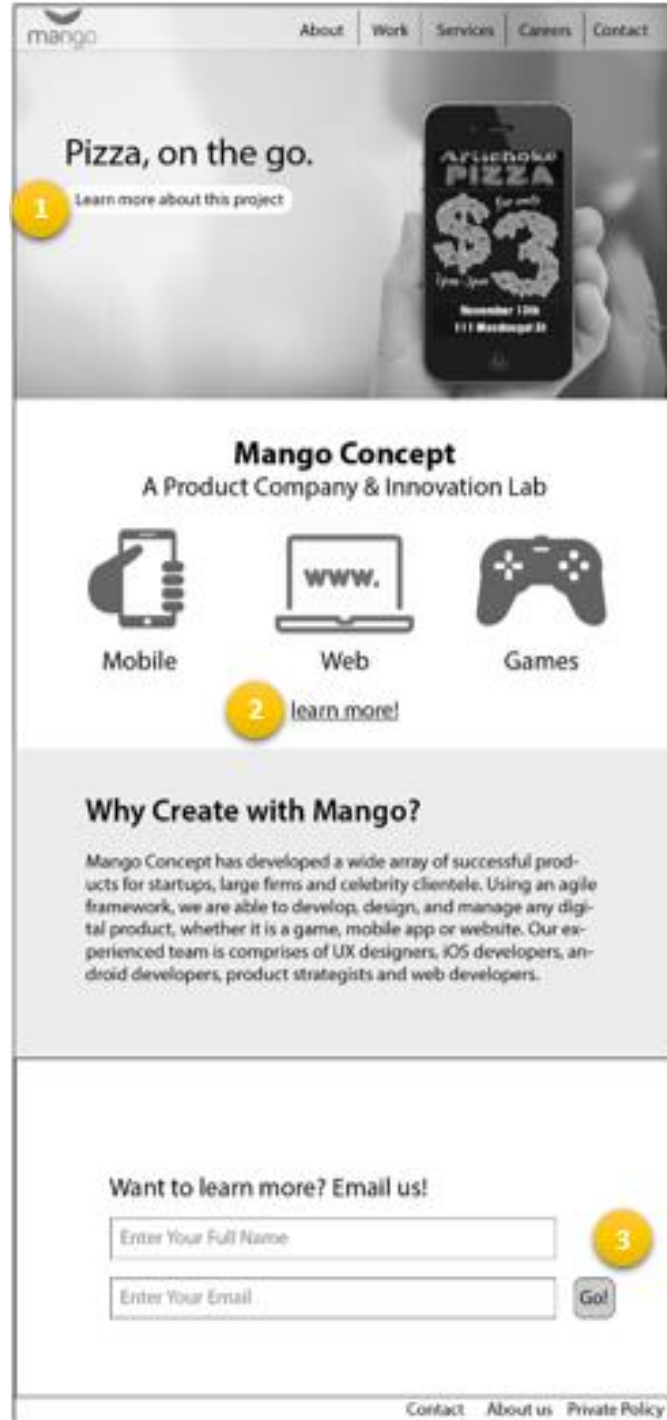 mango
About Work Services Careers Contact
Pizza, on the go.
1 Learn more about this project
Artichoke
PIZZA
for only
$3
November 13th
111 Macdougal St
Mango Concept
A Product Company & Innovation Lab
www.
Mobile Web Games
2 learn more!
Why Create with Mango?
Mango Concept has developed a wide array of successful prod-
ucts for startups, large firms and celebrity clientele. Using an agile
framework, we are able to develop, design, and manage any digi-
tal product, whether it is a game, mobile app or website. Our ex-
perienced team is comprises of UX designers, iOS developers, an-
droid developers, product strategists and web developers.
Want to learn more? Email us!
Enter Your Full Name
3
Enter Your Email Go!
Contact About us Private Policy